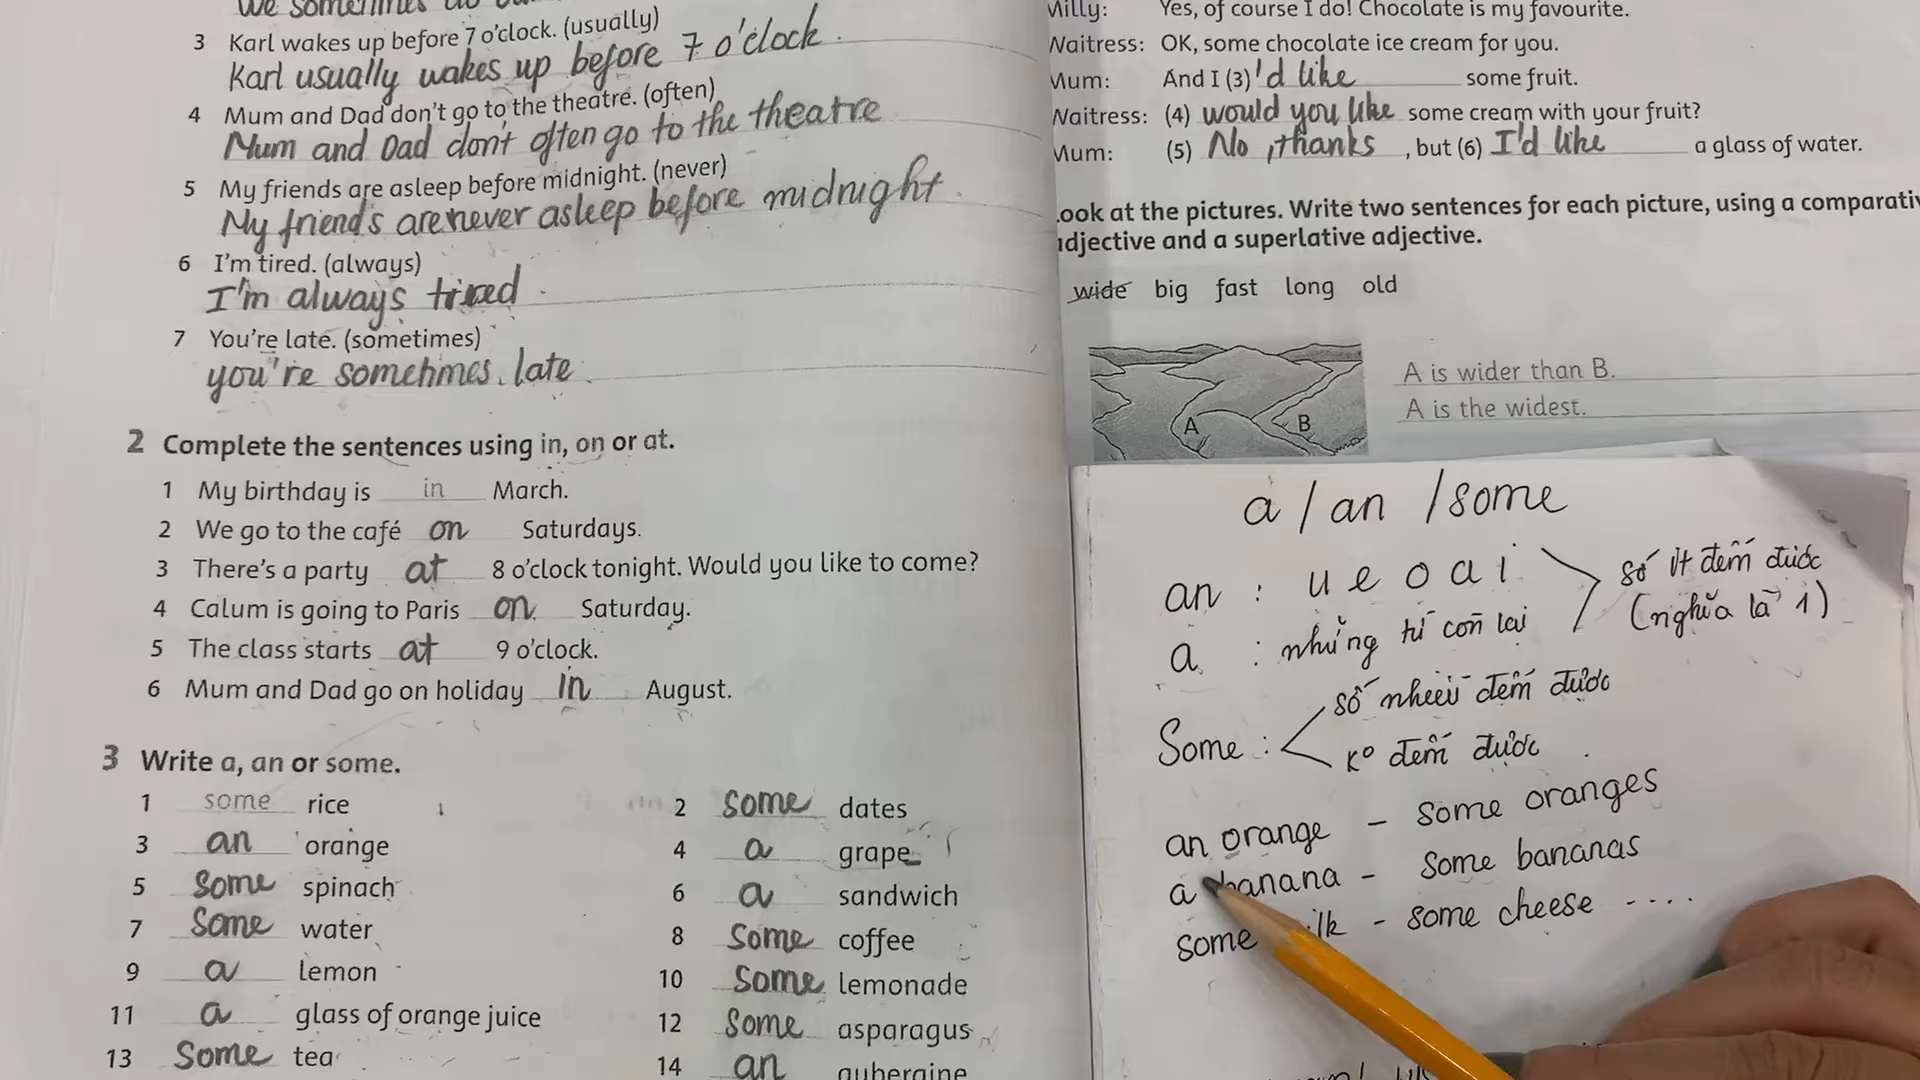 We sometimes do
3 Karl wakes up before 7 o'clock. (usually)
Karl usually wakes up before 7 o'clock.
4 Mum and Dad don't go to the theatre. (often)
Mum and Dad don't often go to the theatre
5 My friends are asleep before midnight. (never)
My friends are never asleep before midnight.
6 I'm tired. (always)
I'm always tired.
7 You're late. (sometimes)
you're sometimes late.
2 Complete the sentences using in, on or at.
1 My birthday is in March.
2 We go to the café on Saturdays.
3 There's a party at 8 o'clock tonight. Would you like to come?
4 Calum is going to Paris on Saturday.
5 The class starts at 9 o'clock.
6 Mum and Dad go on holiday in August.
3 Write a, an or some.
1 some rice
2 some dates
3 an orange
4 a grape
5 some spinach
6 a sandwich
7 some water
8 some coffee
9 a lemon
10 some lemonade
11 a glass of orange juice
12 some asparagus
13 some tea
14 an aubergine
Milly: Yes, of course I do! Chocolate is my favourite.
Waitress: OK, some chocolate ice cream for you.
Mum: And I (3) 'd like some fruit.
Waitress: (4) would you like some cream with your fruit?
Mum: (5) No, thanks, but (6) I'd like a glass of water.
ook at the pictures. Write two sentences for each picture, using a comparativ
djective and a superlative adjective.
wide big fast long old
A B
A is wider than B.
A is the widest.
a / an / some
an : u e o a i
số ít đếm được
(nghĩa là 1)
a : những từ còn lại
Some : số nhiều đếm được
ko đếm được
an orange - some oranges
a banana - some bananas
some ilk - some cheese ....